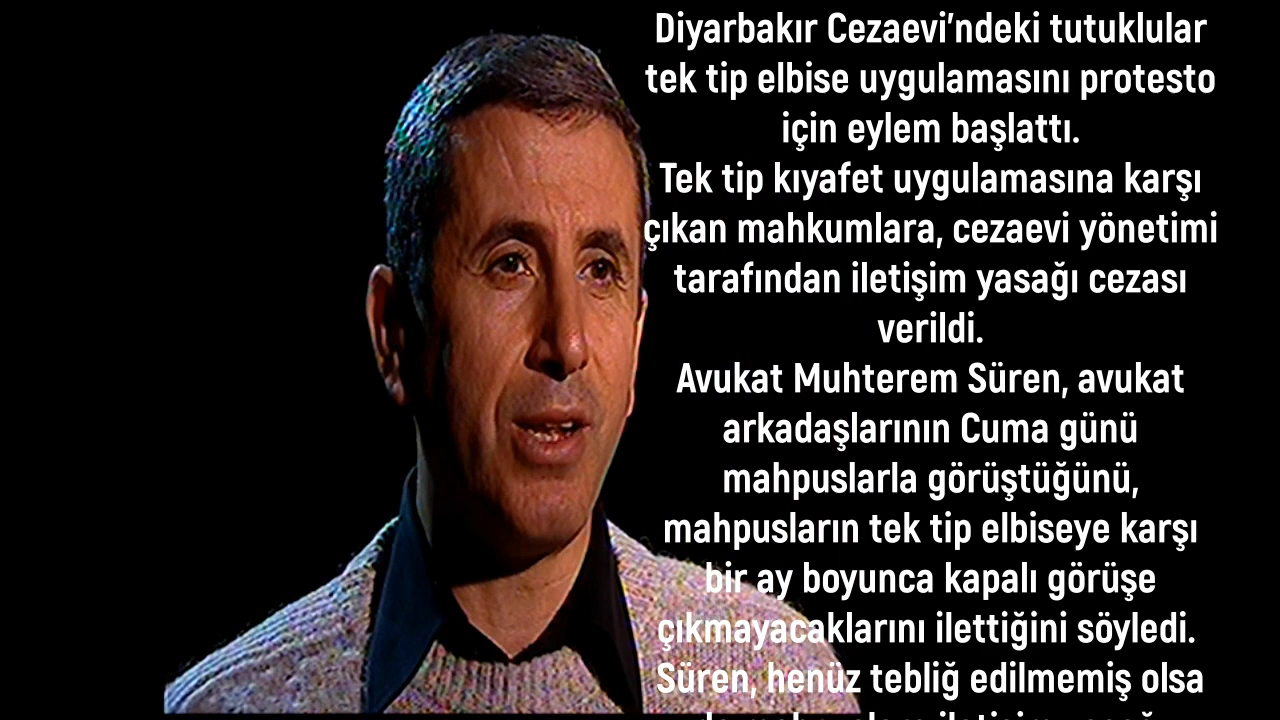 Diyarbakır Cezaevi'ndeki tutuklular
tek tip elbise uygulamasını protesto
için eylem başlattı.
Tek tip kıyafet uygulamasına karşı
çıkan mahkumlara, cezaevi yönetimi
tarafından iletişim yasağı cezası
verildi.
Avukat Muhterem Süren, avukat
arkadaşlarının Cuma günü
mahpuslarla görüştüğünü,
mahpusların tek tip elbiseye karşı
bir ay boyunca kapalı görüşe
çıkmayacaklarını ilettiğini söyledi.
Süren, henüz tebliğ edilmemiş olsa